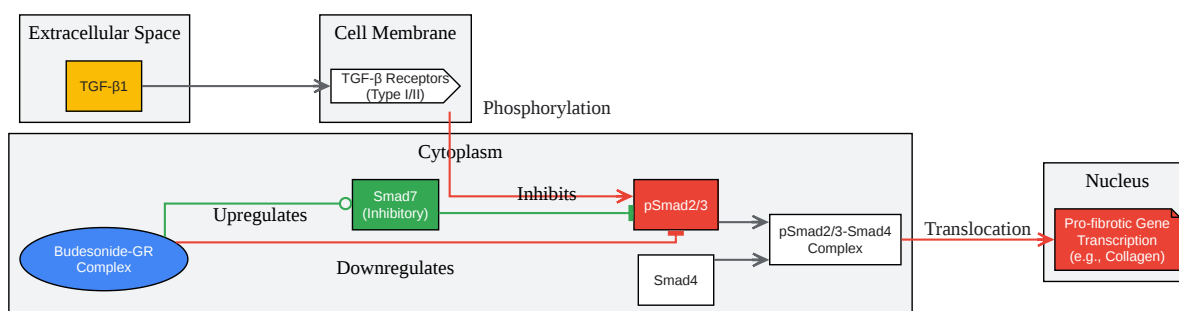 Extracellular Space
TGF-β1
Cell Membrane
TGF-β Receptors
(Type I/II)
Phosphorylation
Cytoplasm
Smad7
(Inhibitory)
Inhibits
pSmad2/3
Upregulates
Budesonide-GR
Complex
Downregulates
Smad4
pSmad2/3-Smad4
Complex
Translocation
Nucleus
Pro-fibrotic Gene
Transcription
(e.g., Collagen)